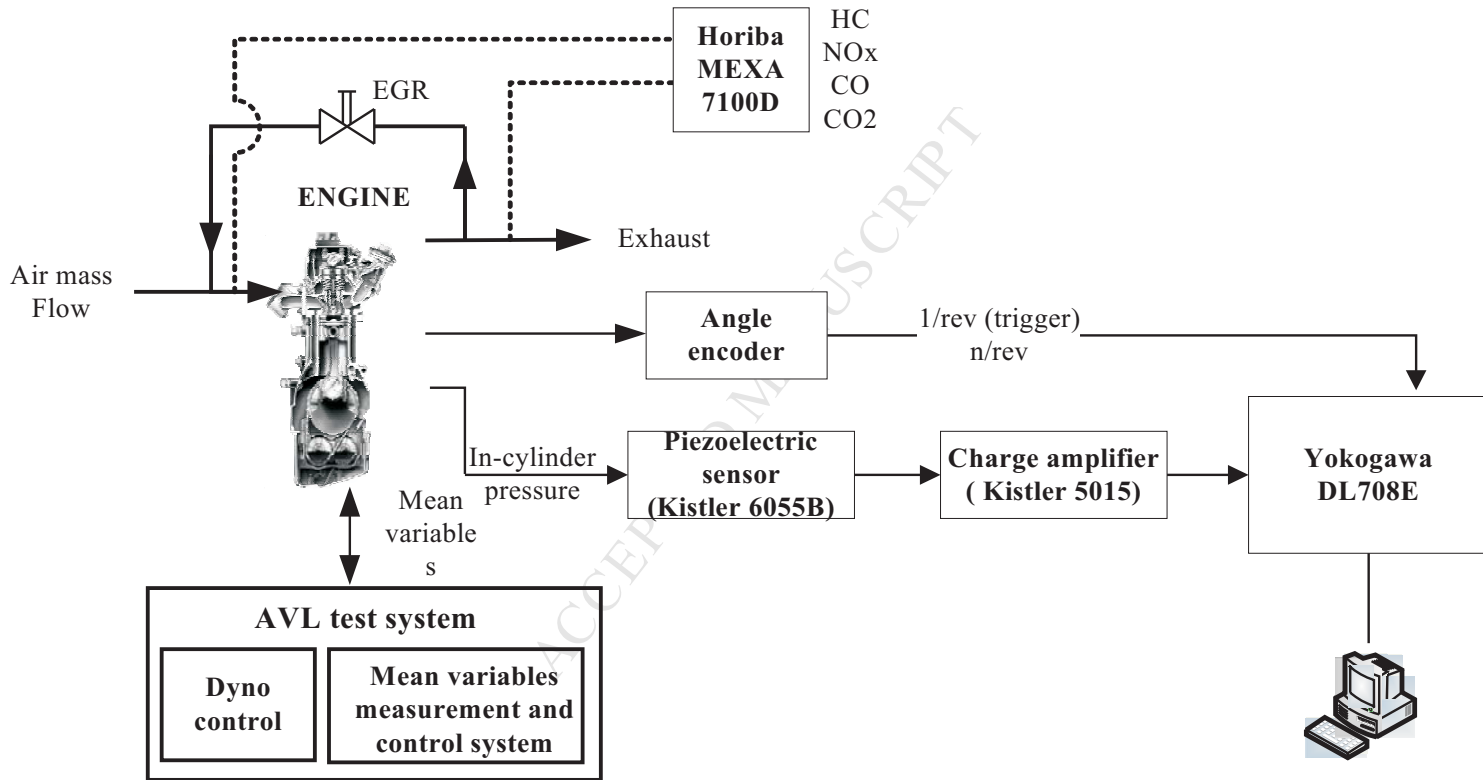 HC
NOx
CO
CO2
Horiba
MEXA
7100D
EGR
ENGINE
Exhaust
Air mass
Flow
Angle
encoder
1/rev (trigger)
n/rev
In-cylinder
pressure
Piezoelectric
sensor
(Kistler 6055B)
Charge amplifier
( Kistler 5015)
Yokogawa
DL708E
Mean
variable
s
AVL test system
Dyno
control
Mean variables
measurement and
control system
ACCEPTED MANUSCRIPT